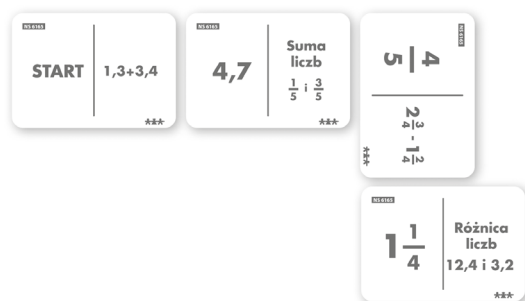 NS 6165
START
1,3+3,4
***
NS 6165
4,7
Suma
liczb
1/5 i 3/5
***
NS 6165
4/5
2 3/4 - 1 2/4
***
NS 6165
1 1/4
Różnica
liczb
12,4 i 3,2
***